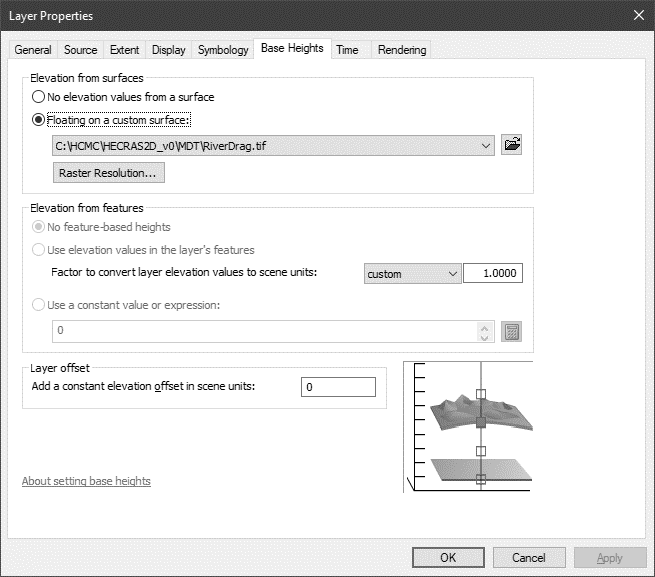 Layer Properties
General Source Extent Display Symbology Base Heights Time Rendering
Elevation from surfaces
No elevation values from a surface
Floating on a custom surface:
C:\HCMC\HECRAS2D_v0\MDT\RiverDrag.tif
Raster Resolution...
Elevation from features
No feature-based heights
Use elevation values in the layer's features
Factor to convert layer elevation values to scene units: custom 1.0000
Use a constant value or expression:
0
Layer offset
Add a constant elevation offset in scene units: 0
About setting base heights
OK Cancel Apply